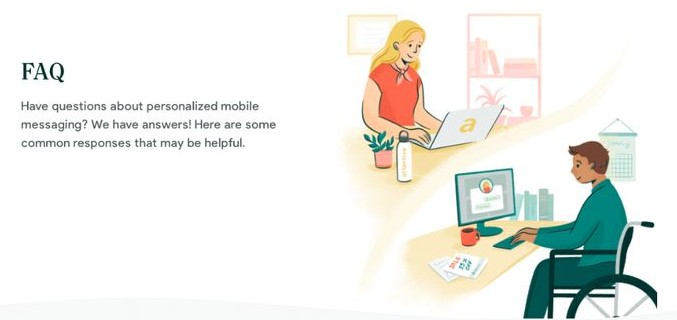 FAQ
Have questions about personalized mobile
messaging? We have answers! Here are some
common responses that may be helpful.
a
attentive